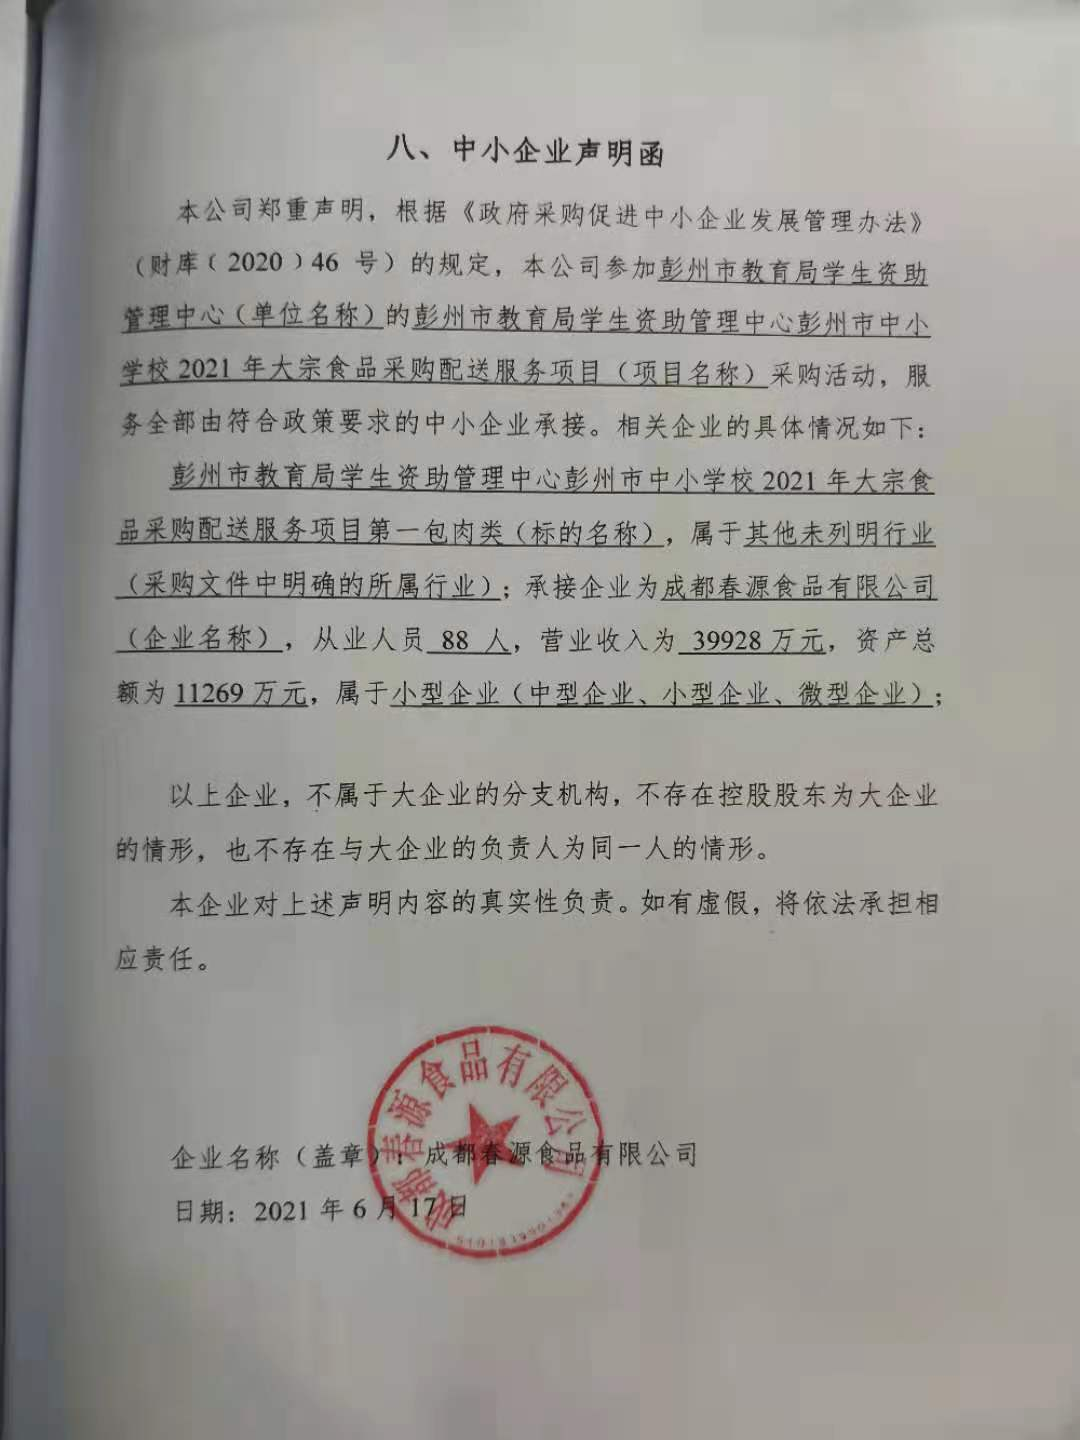 八、中小企业声明函
本公司郑重声明，根据《政府采购促进中小企业发展管理办法》
（财库﹝2020﹞46 号）的规定，本公司参加彭州市教育局学生资助
管理中心（单位名称）的彭州市教育局学生资助管理中心彭州市中小
学校 2021 年大宗食品采购配送服务项目（项目名称）采购活动，服
务全部由符合政策要求的中小企业承接。相关企业的具体情况如下：
彭州市教育局学生资助管理中心彭州市中小学校 2021 年大宗食
品采购配送服务项目第一包肉类（标的名称），属于其他未列明行业
（采购文件中明确的所属行业）；承接企业为成都春源食品有限公司
（企业名称），从业人员 88 人，营业收入为 39928 万元，资产总
额为 11269 万元，属于小型企业（中型企业、小型企业、微型企业）；
以上企业，不属于大企业的分支机构，不存在控股股东为大企业
的情形，也不存在与大企业的负责人为同一人的情形。
本企业对上述声明内容的真实性负责。如有虚假，将依法承担相
应责任。
成都春源食品有限公司
企业名称（盖章）：成都春源食品有限公司
日期：2021 年 6 月 17 日